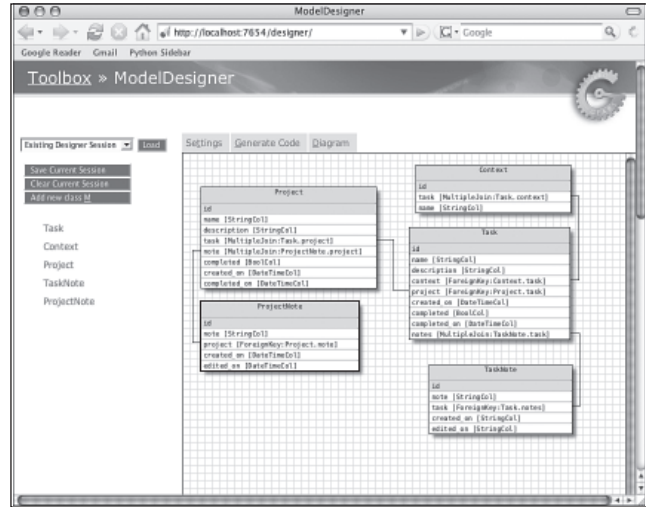 ModelDesigner
http://localhost:7654/designer/
Google
Google Reader Gmail Python Sidebar
Toolbox » ModelDesigner
Existing Designer Session Load
Settings Generate Code Diagram
Save Current Session
Clear Current Session
Add new class M
Task
Context
Project
TaskNote
ProjectNote
Project
id
name [StringCol]
description [StringCol]
task [MultipleJoin:Task.project]
note [MultipleJoin:ProjectNote.project]
completed [BoolCol]
created_on [DateTimeCol]
completed_on [DateTimeCol]
ProjectNote
id
note [StringCol]
project [ForeignKey:Project.note]
created_on [DateTimeCol]
edited_on [DateTimeCol]
Context
id
task [MultipleJoin:Task.context]
name [StringCol]
Task
id
name [StringCol]
description [StringCol]
context [ForeignKey:Context.task]
project [ForeignKey:Project.task]
created_on [DateTimeCol]
completed [BoolCol]
completed_on [DateTimeCol]
notes [MultipleJoin:TaskNote.task]
TaskNote
id
note [StringCol]
task [ForeignKey:Task.notes]
created_on [StringCol]
edited_on [StringCol]